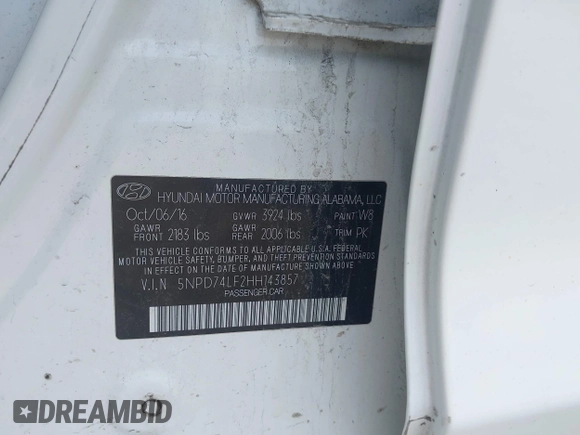 MANUFACTURED BY
HYUNDAI MOTOR MANUFACTURING ALABAMA, LLC
Oct/06/16 GVWR 3924 lbs PAINT W8
GAWR FRONT 2183 lbs GAWR REAR 2006 lbs TRIM PK
THIS VEHICLE CONFORMS TO ALL APPLICABLE U.S.A. FEDERAL
MOTOR VEHICLE SAFETY, BUMPER, AND THEFT PREVENTION
STANDARDS IN EFFECT ON THE DATE OF MANUFACTURE SHOWN ABOVE.
V.I.N 5NPD74LF2HH143857
PASSENGER CAR
DREAMBID